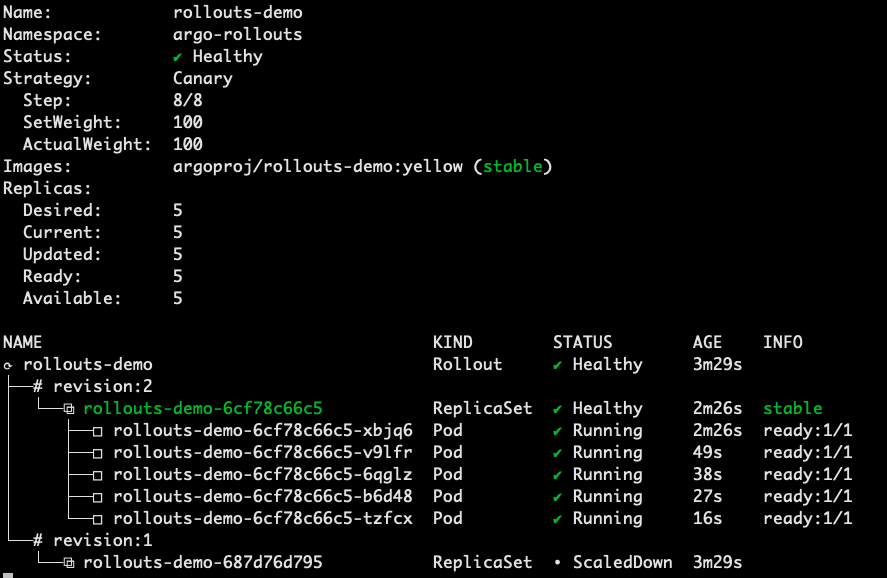 Name: rollouts-demo
Namespace: argo-rollouts
Status: ✔ Healthy
Strategy: Canary
Step: 8/8
SetWeight: 100
ActualWeight: 100
Images: argoproj/rollouts-demo:yellow (stable)
Replicas:
Desired: 5
Current: 5
Updated: 5
Ready: 5
Available: 5
NAME KIND STATUS AGE INFO
⟳ rollouts-demo Rollout ✔ Healthy 3m29s
├──# revision:2
│  └──⧉ rollouts-demo-6cf78c66c5 ReplicaSet ✔ Healthy 2m26s stable
│     ├──□ rollouts-demo-6cf78c66c5-xbjq6 Pod ✔ Running 2m26s ready:1/1
│     ├──□ rollouts-demo-6cf78c66c5-v9lfr Pod ✔ Running 49s ready:1/1
│     ├──□ rollouts-demo-6cf78c66c5-6qglz Pod ✔ Running 38s ready:1/1
│     ├──□ rollouts-demo-6cf78c66c5-b6d48 Pod ✔ Running 27s ready:1/1
│     └──□ rollouts-demo-6cf78c66c5-tzfcx Pod ✔ Running 16s ready:1/1
└──# revision:1
   └──⧉ rollouts-demo-687d76d795 ReplicaSet • ScaledDown 3m29s